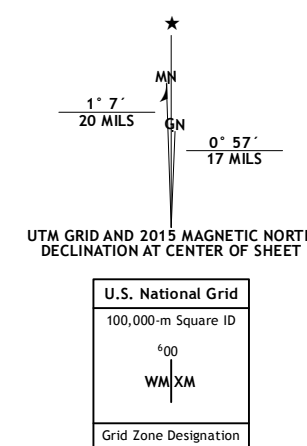 ★
MN
1° 7´
20 MILS
GN
0° 57´
17 MILS
UTM GRID AND 2015 MAGNETIC NORTH
DECLINATION AT CENTER OF SHEET
U.S. National Grid
100,000-m Square ID
⁶00
WM XM
Grid Zone Designation